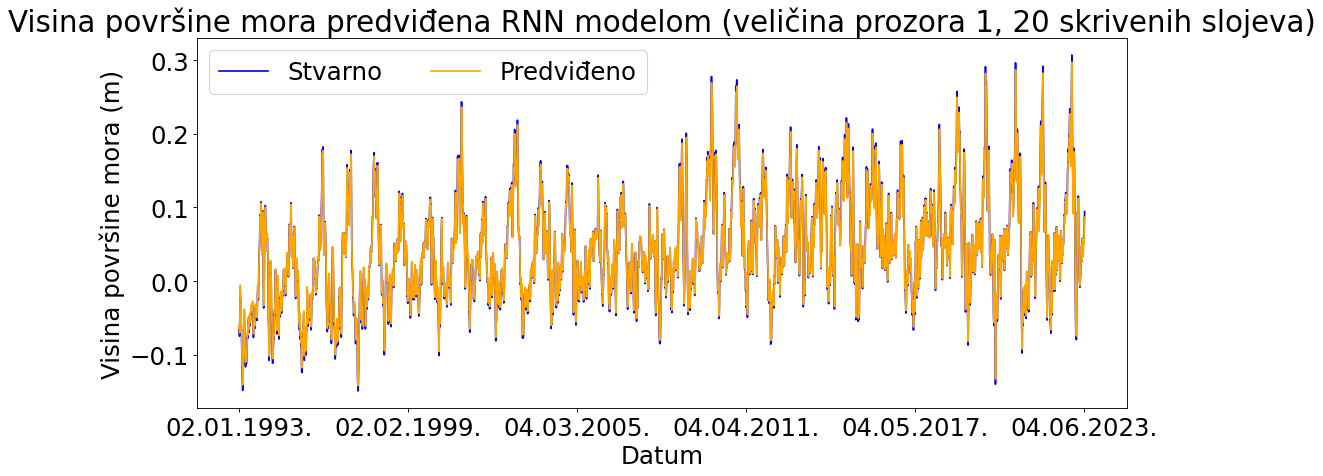 Visina površine mora predviđena RNN modelom (veličina prozora 1, 20 skrivenih slojeva)
Stvarno Predviđeno
Visina površine mora (m)
0.3
0.2
0.1
0.0
−0.1
02.01.1993. 02.02.1999. 04.03.2005. 04.04.2011. 04.05.2017. 04.06.2023.
Datum